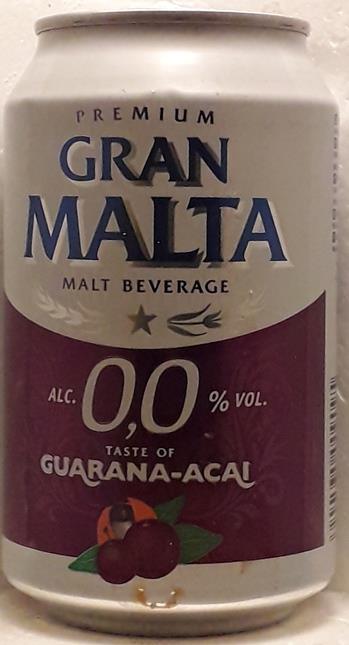 PREMIUM
GRAN
MALTA
MALT BEVERAGE
ALC. 0,0 % VOL.
TASTE OF
GUARANA-ACAI